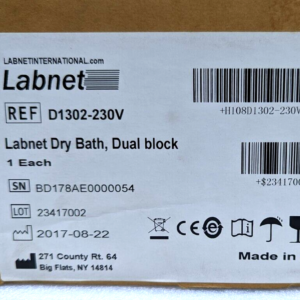 LABNETINTERNATIONAL.com
Labnet
REF D1302-230V
+H108D1302-230V
Labnet Dry Bath, Dual block
1 Each
SN BD178AE0000054
LOT 23417002
2017-08-22
271 County Rt. 64
Big Flats, NY 14814
Made in